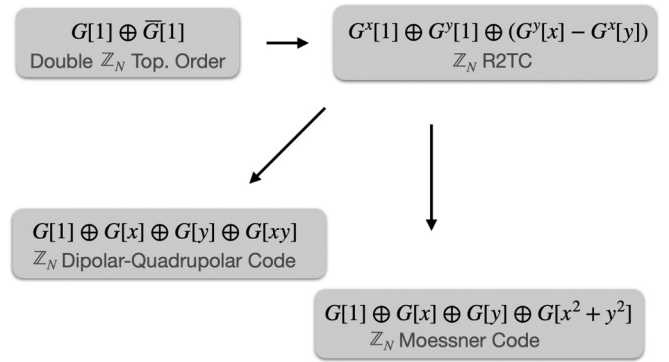 G[1] ⊕ G̅[1]
Double ℤ_N Top. Order
G^x[1] ⊕ G^y[1] ⊕ (G^y[x] − G^x[y])
ℤ_N R2TC
G[1] ⊕ G[x] ⊕ G[y] ⊕ G[xy]
ℤ_N Dipolar-Quadrupolar Code
G[1] ⊕ G[x] ⊕ G[y] ⊕ G[x² + y²]
ℤ_N Moessner Code